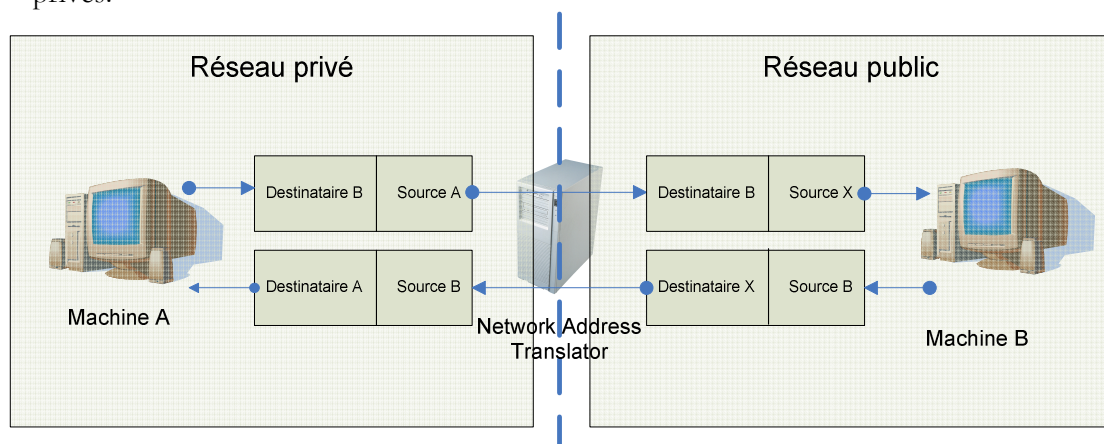 privés.
Réseau privé
Réseau public
Destinataire B
Source A
Destinataire B
Source X
Destinataire A
Source B
Destinataire X
Source B
Machine A
Network Address
Translator
Machine B